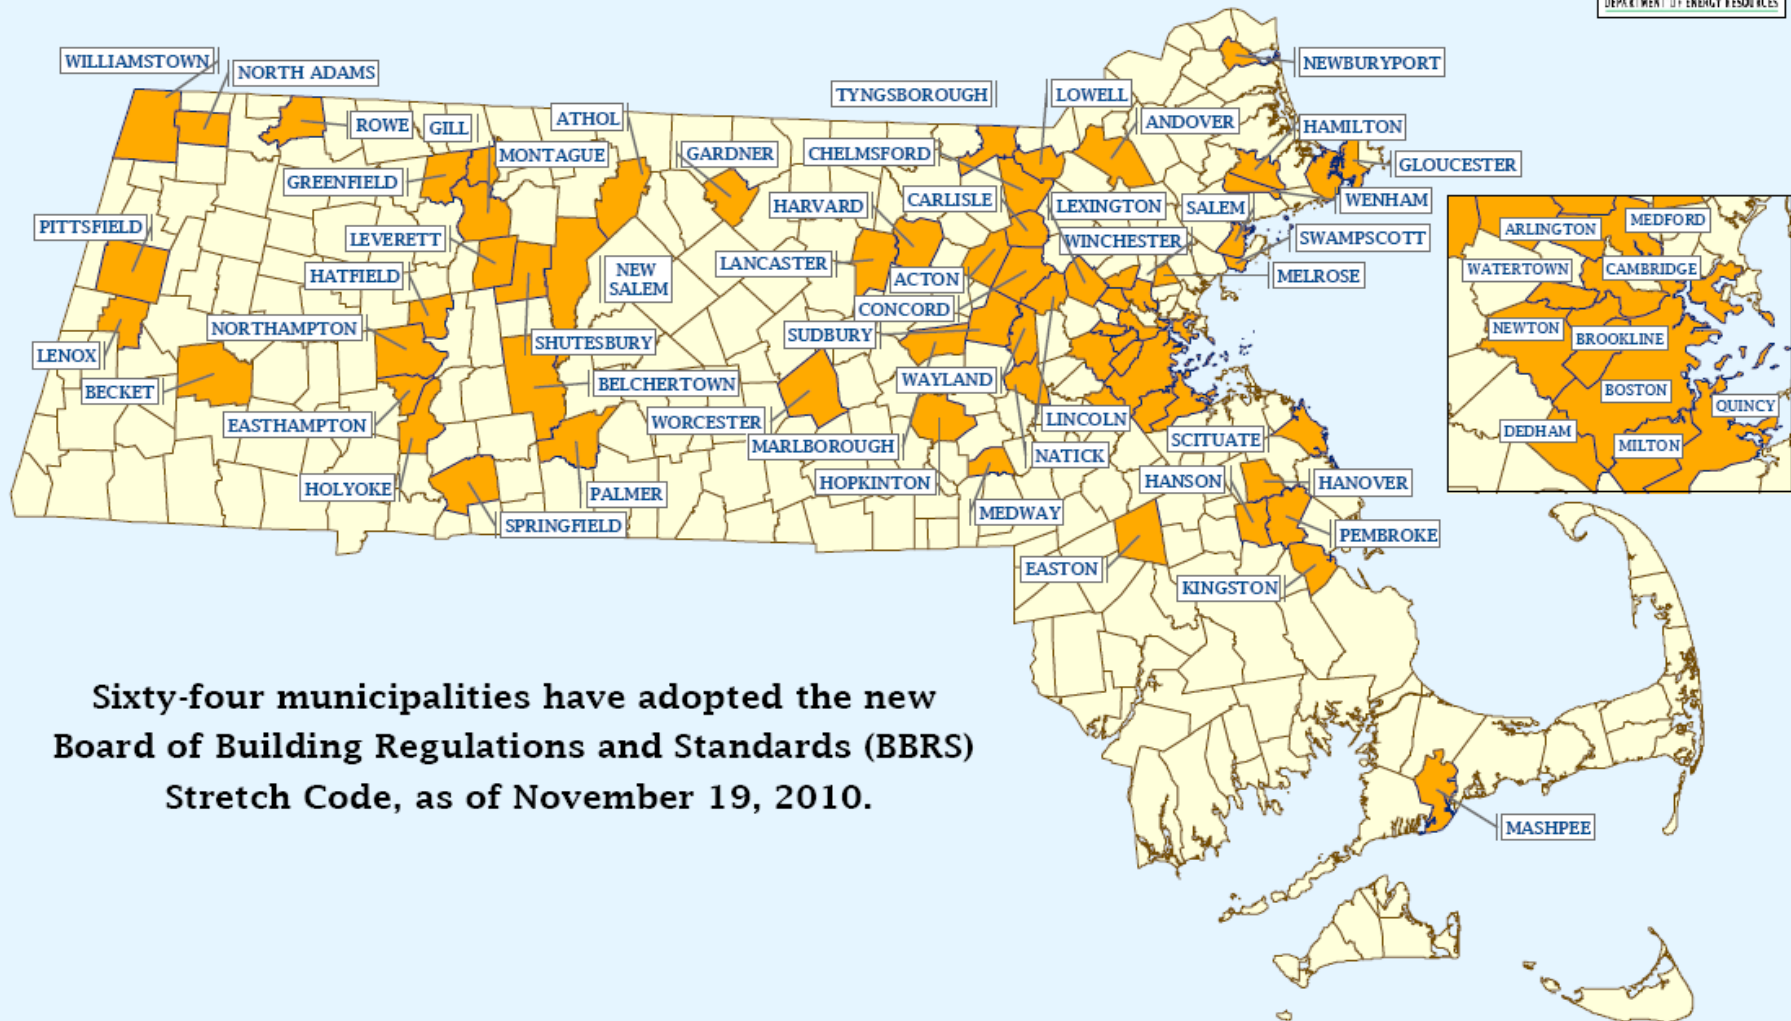 DEPARTMENT OF ENERGY RESOURCES
WILLIAMSTOWN
NORTH ADAMS
NEWBURYPORT
TYNGSBOROUGH
LOWELL
ROWE
GILL
ATHOL
ANDOVER
HAMILTON
MONTAGUE
GARDNER
CHELMSFORD
GLOUCESTER
GREENFIELD
HARVARD
CARLISLE
LEXINGTON
SALEM
WENHAM
PITTSFIELD
LEVERETT
WINCHESTER
SWAMPSCOTT
HATFIELD
NEW
SALEM
LANCASTER
ACTON
MELROSE
CONCORD
NORTHAMPTON
SUDBURY
LENOX
SHUTESBURY
BECKET
BELCHERTOWN
WAYLAND
EASTHAMPTON
WORCESTER
LINCOLN
MARLBOROUGH
SCITUATE
NATICK
HOLYOKE
PALMER
HOPKINTON
HANSON
HANOVER
SPRINGFIELD
MEDWAY
PEMBROKE
EASTON
KINGSTON
MASHPEE
MEDFORD
ARLINGTON
WATERTOWN
CAMBRIDGE
NEWTON
BROOKLINE
BOSTON
QUINCY
DEDHAM
MILTON
Sixty-four municipalities have adopted the new
Board of Building Regulations and Standards (BBRS)
Stretch Code, as of November 19, 2010.